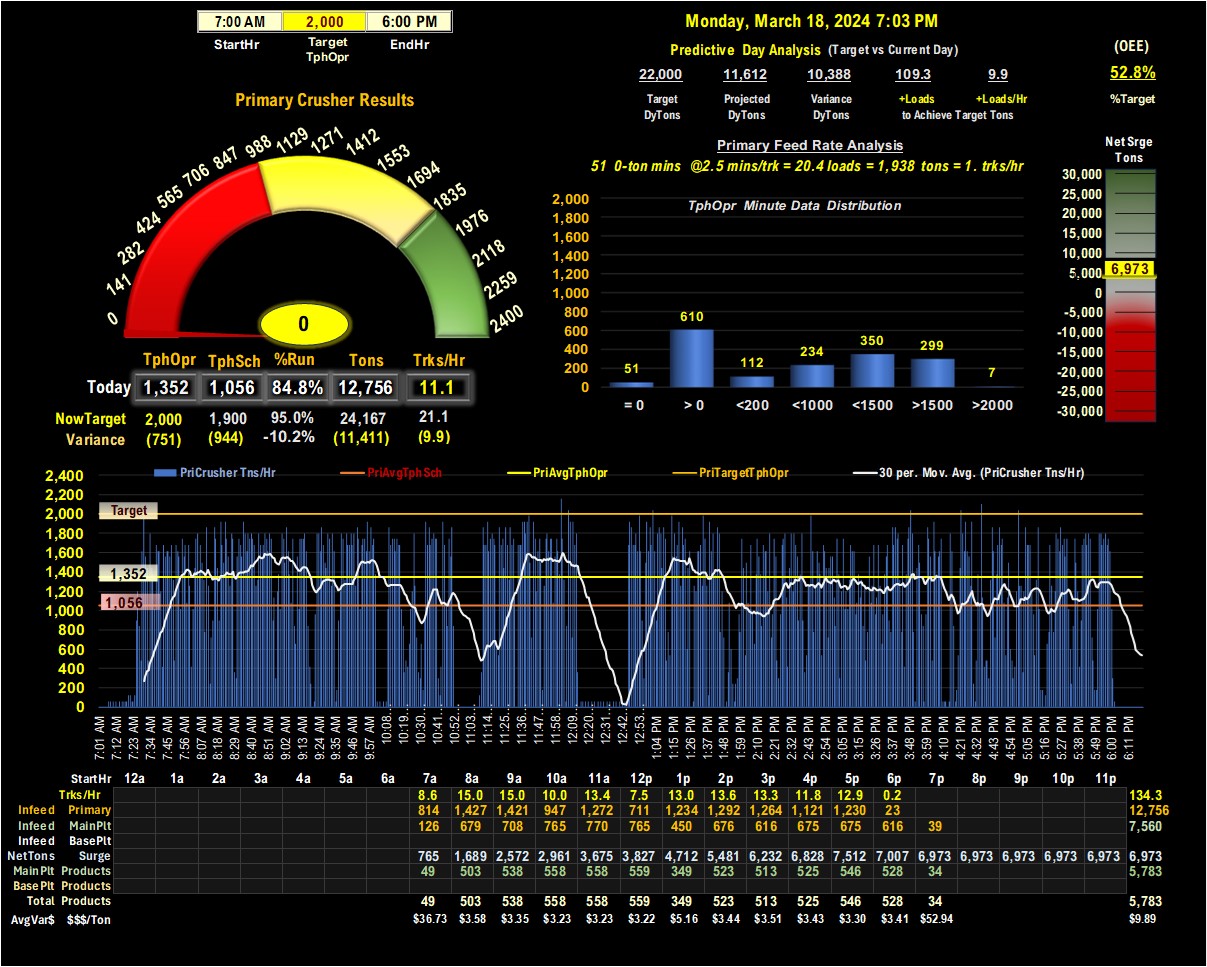 7:00 AM 2,000 6:00 PM
StartHr Target TphOpr EndHr
Monday, March 18, 2024 7:03 PM
Predictive Day Analysis (Target vs Current Day)
(OEE)
22,000 11,612 10,388 109.3 9.9
52.8%
Target DyTons Projected DyTons Variance DyTons +Loads +Loads/Hr to Achieve Target Tons
%Target
Primary Crusher Results
0 141 282 424 565 706 847 988 1129 1271 1412 1553 1694 1835 1976 2118 2259 2400
0
TphOpr TphSch %Run Tons Trks/Hr
Today 1,352 1,056 84.8% 12,756 11.1
NowTarget 2,000 1,900 95.0% 24,167 21.1
Variance (751) (944) -10.2% (11,411) (9.9)
Primary Feed Rate Analysis
51 0-ton mins @2.5 mins/trk = 20.4 loads = 1,938 tons = 1. trks/hr
TphOpr Minute Data Distribution
2,000
1,800
1,600
1,400
1,200
1,000
800
600
400
200
0
51 610 112 234 350 299 7
= 0 > 0 <200 <1000 <1500 >1500 >2000
Net Srge
Tons
30,000
25,000
20,000
15,000
10,000
5,000 6,973
0
-5,000
-10,000
-15,000
-20,000
-25,000
-30,000
PriCrusher Tns/Hr PriAvgTphSch PriAvgTphOpr PriTargetTphOpr 30 per. Mov. Avg. (PriCrusher Tns/Hr)
2,400
2,200
2,000
1,800
1,600
1,400
1,200
1,000
800
600
400
200
0
Target
1,352
1,056
7:01 AM 7:12 AM 7:23 AM 7:34 AM 7:45 AM 7:56 AM 8:07 AM 8:18 AM 8:29 AM 8:40 AM 8:51 AM 9:02 AM 9:13 AM 9:24 AM 9:35 AM 9:46 AM 9:57 AM 10:08... 10:19... 10:30... 10:41... 10:52... 11:03... 11:14... 11:25... 11:36... 11:47... 11:58... 12:09... 12:20... 12:31... 12:42... 12:53... 1:04 PM 1:15 PM 1:26 PM 1:37 PM 1:48 PM 1:59 PM 2:10 PM 2:21 PM 2:32 PM 2:43 PM 2:54 PM 3:05 PM 3:15 PM 3:26 PM 3:37 PM 3:48 PM 3:59 PM 4:10 PM 4:21 PM 4:32 PM 4:43 PM 4:54 PM 5:05 PM 5:16 PM 5:27 PM 5:38 PM 5:49 PM 6:00 PM 6:11 PM
StartHr 12a 1a 2a 3a 4a 5a 6a 7a 8a 9a 10a 11a 12p 1p 2p 3p 4p 5p 6p 7p 8p 9p 10p 11p
Trks/Hr 8.6 15.0 15.0 10.0 13.4 7.5 13.0 13.6 13.3 11.8 12.9 0.2 134.3
Infeed Primary 814 1,427 1,421 947 1,272 711 1,234 1,292 1,264 1,121 1,230 23 12,756
Infeed MainPlt 126 679 708 765 770 765 450 676 616 675 675 616 39 7,560
Infeed BasePlt
NetTons Surge 765 1,689 2,572 2,961 3,675 3,827 4,712 5,481 6,232 6,828 7,512 7,007 6,973 6,973 6,973 6,973 6,973 6,973
MainPlt Products 49 503 538 558 558 559 349 523 513 525 546 528 34 5,783
BasePlt Products
Total Products 49 503 538 558 558 559 349 523 513 525 546 528 34 5,783
AvgVar$ $$$/Ton $36.73 $3.58 $3.35 $3.23 $3.23 $3.22 $5.16 $3.44 $3.51 $3.43 $3.30 $3.41 $52.94 $9.89